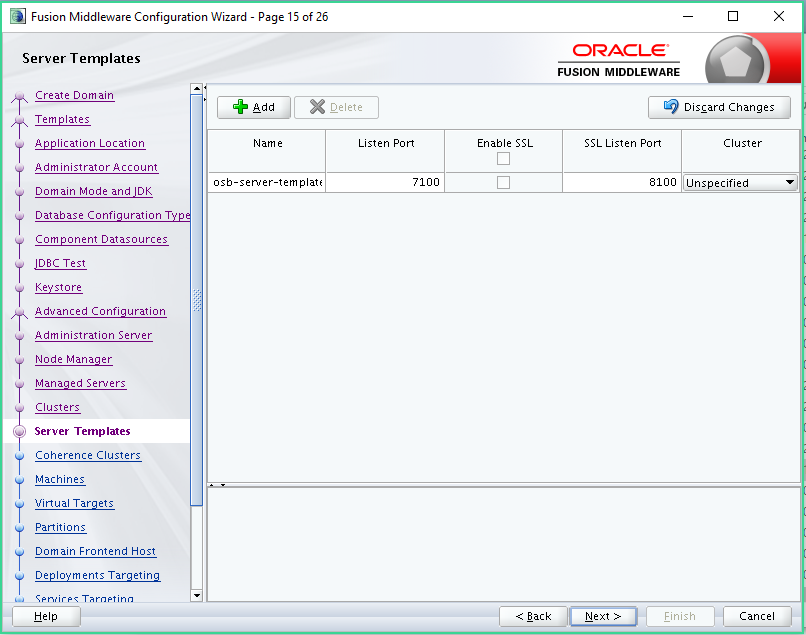 Fusion Middleware Configuration Wizard - Page 15 of 26
Server Templates
ORACLE
FUSION MIDDLEWARE
Create Domain
Templates
Application Location
Administrator Account
Domain Mode and JDK
Database Configuration Type
Component Datasources
JDBC Test
Keystore
Advanced Configuration
Administration Server
Node Manager
Managed Servers
Clusters
Server Templates
Coherence Clusters
Machines
Virtual Targets
Partitions
Domain Frontend Host
Deployments Targeting
Services Targeting
Add Delete Discard Changes
Name Listen Port Enable SSL SSL Listen Port Cluster
osb-server-template 7100 8100 Unspecified
Help < Back Next > Finish Cancel